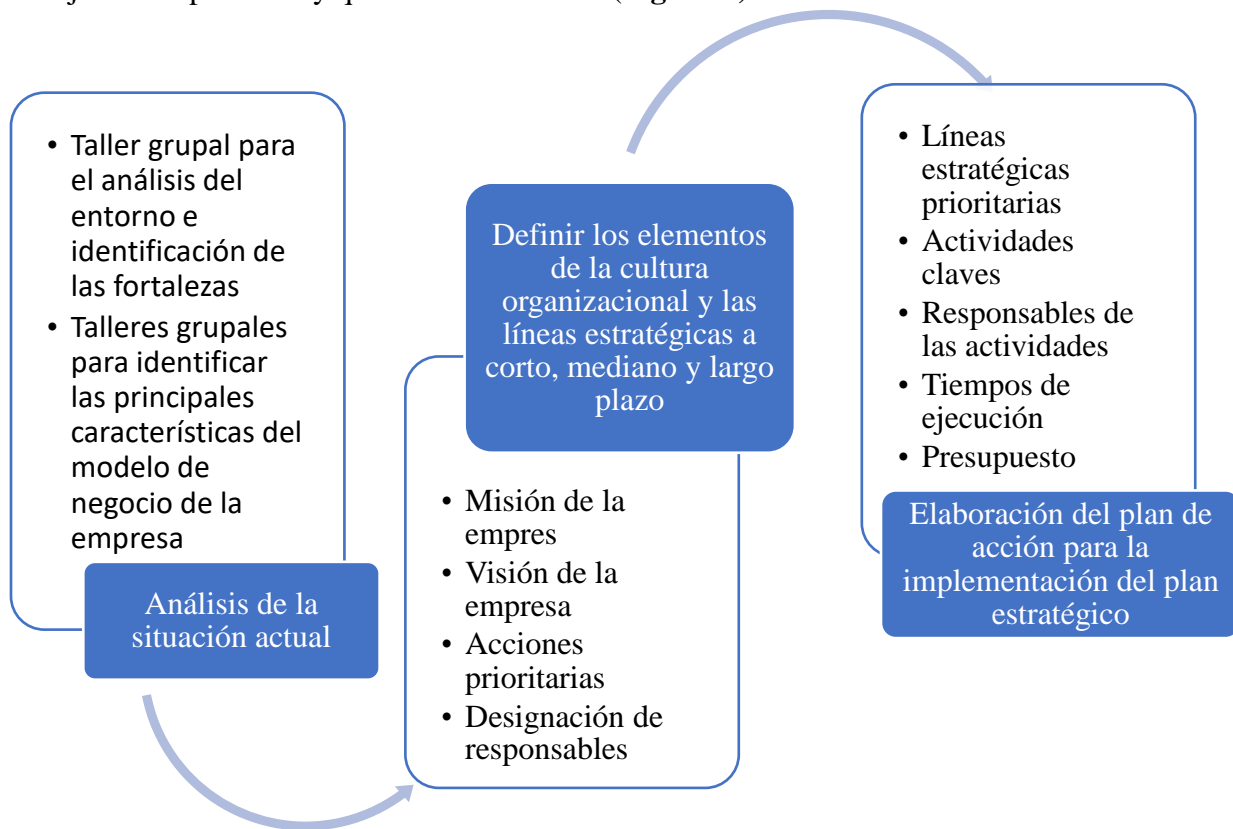 • Taller grupal para
el análisis del
entorno e
identificación de
las fortalezas
• Talleres grupales
para identificar
las principales
características del
modelo de
negocio de la
empresa
Análisis de la
situación actual
Definir los elementos
de la cultura
organizacional y las
líneas estratégicas a
corto, mediano y largo
plazo
• Misión de la
empres
• Visión de la
empresa
• Acciones
prioritarias
• Designación de
responsables
• Líneas
estratégicas
prioritarias
• Actividades
claves
• Responsables de
las actividades
• Tiempos de
ejecución
• Presupuesto
Elaboración del plan de
acción para la
implementación del plan
estratégico